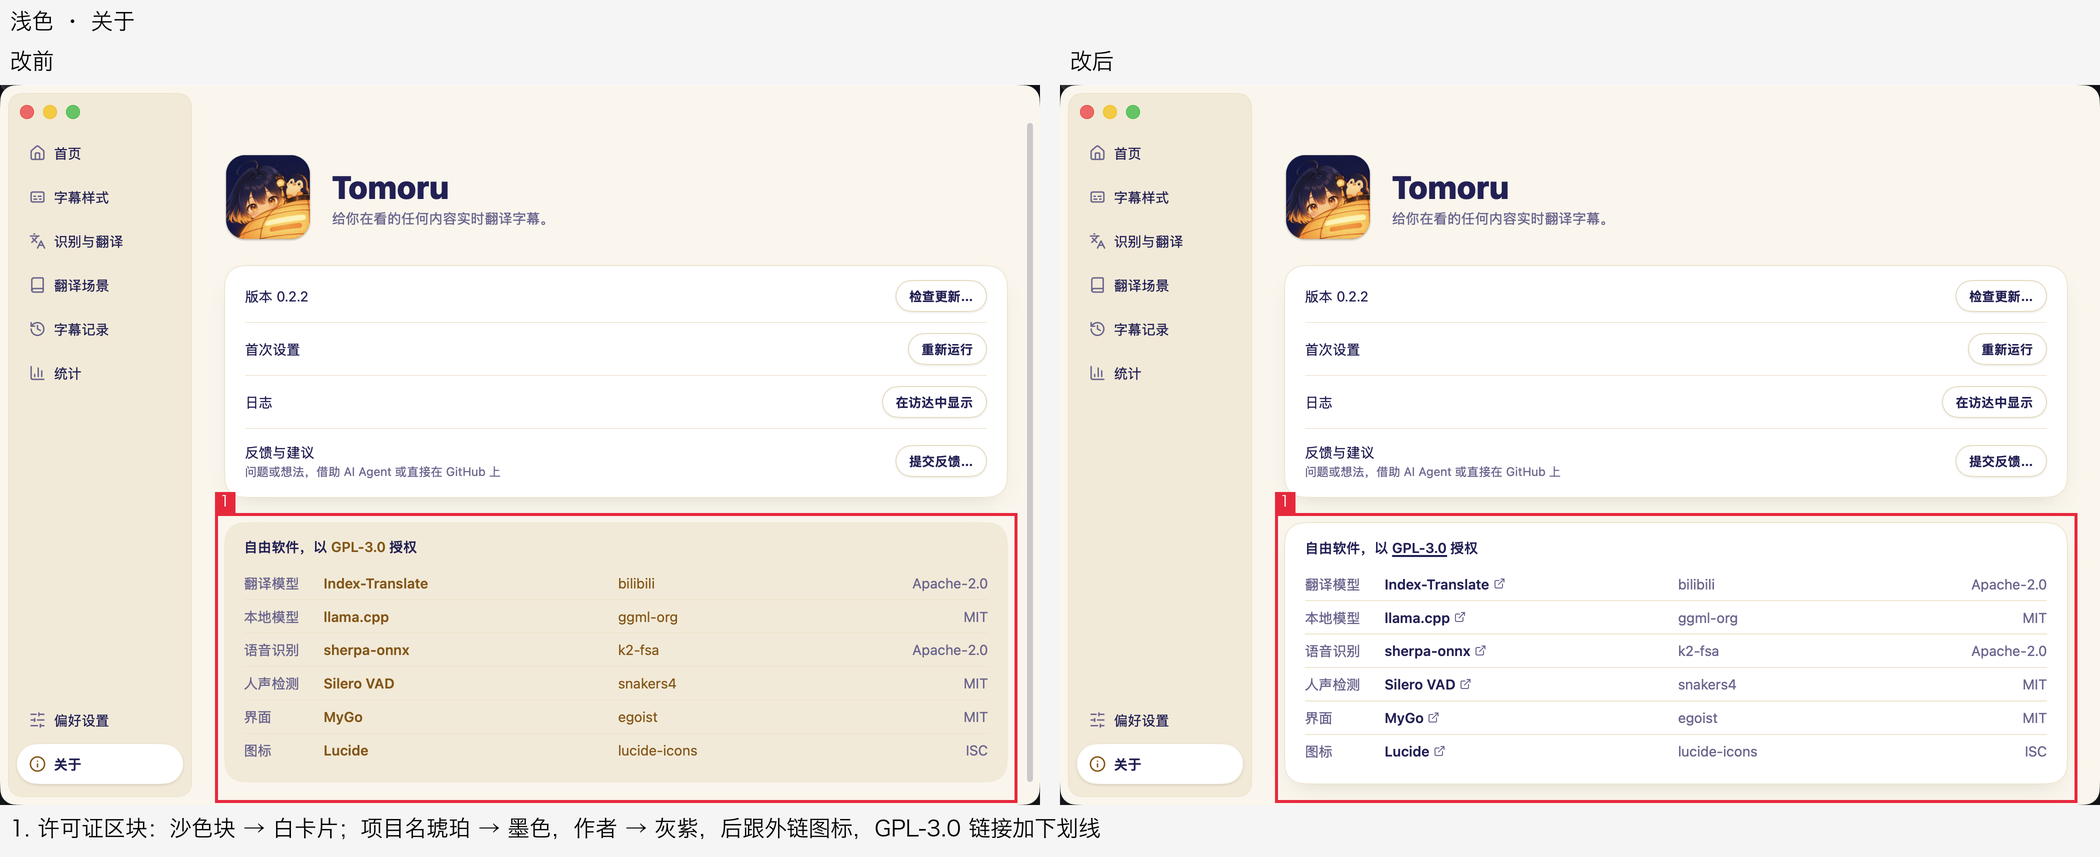 浅色 · 关于
改前
首页
字幕样式
识别与翻译
翻译场景
字幕记录
统计
偏好设置
关于
Tomoru
给你在看的任何内容实时翻译字幕。
版本 0.2.2 检查更新...
首次设置 重新运行
日志 在访达中显示
反馈与建议
问题或想法，借助 AI Agent 或直接在 GitHub 上
提交反馈...
1
自由软件，以 GPL-3.0 授权
翻译模型 Index-Translate bilibili Apache-2.0
本地模型 llama.cpp ggml-org MIT
语音识别 sherpa-onnx k2-fsa Apache-2.0
人声检测 Silero VAD snakers4 MIT
界面 MyGo egoist MIT
图标 Lucide lucide-icons ISC
改后
首页
字幕样式
识别与翻译
翻译场景
字幕记录
统计
偏好设置
关于
Tomoru
给你在看的任何内容实时翻译字幕。
版本 0.2.2 检查更新...
首次设置 重新运行
日志 在访达中显示
反馈与建议
问题或想法，借助 AI Agent 或直接在 GitHub 上
提交反馈...
1
自由软件，以 GPL-3.0 授权
翻译模型 Index-Translate bilibili Apache-2.0
本地模型 llama.cpp ggml-org MIT
语音识别 sherpa-onnx k2-fsa Apache-2.0
人声检测 Silero VAD snakers4 MIT
界面 MyGo egoist MIT
图标 Lucide lucide-icons ISC
1. 许可证区块：沙色块 → 白卡片；项目名琥珀 → 墨色，作者 → 灰紫，后跟外链图标，GPL-3.0 链接加下划线